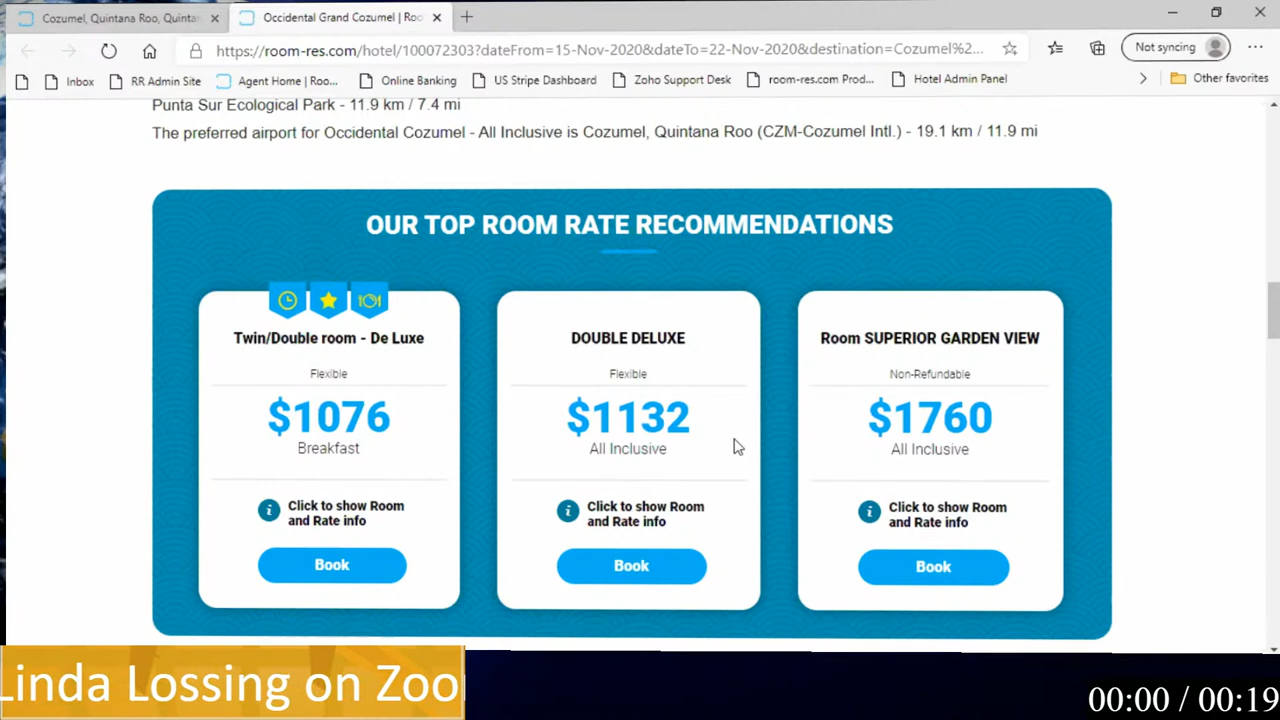 Cozumel, Quintana Roo, Quinta
Occidental Grand Cozumel | Roo
https://room-res.com/hotel/100072303?dateFrom=15-Nov-2020&dateTo=22-Nov-2020&destination=Cozumel%2...
Not syncing
Inbox
RR Admin Site
Agent Home | Roo...
Online Banking
US Stripe Dashboard
Zoho Support Desk
room-res.com Prod...
Hotel Admin Panel
Other favorites
Punta Sur Ecological Park - 11.9 km / 7.4 mi
The preferred airport for Occidental Cozumel - All Inclusive is Cozumel, Quintana Roo (CZM-Cozumel Intl.) - 19.1 km / 11.9 mi
OUR TOP ROOM RATE RECOMMENDATIONS
Twin/Double room - De Luxe
Flexible
$1076
Breakfast
Click to show Room
and Rate info
Book
DOUBLE DELUXE
Flexible
$1132
All Inclusive
Click to show Room
and Rate info
Book
Room SUPERIOR GARDEN VIEW
Non-Refundable
$1760
All Inclusive
Click to show Room
and Rate info
Book
Linda Lossing on Zoo
00:00 / 00:19